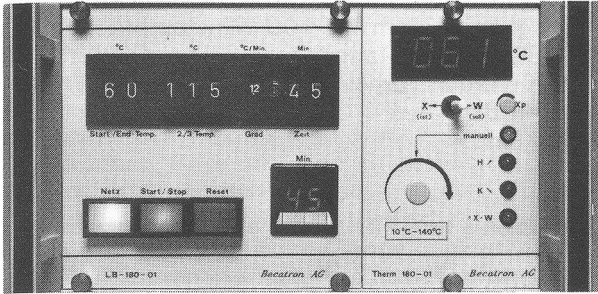 °C °C °C/Min. Min
60 115 12 45
Start/End-Temp. 2/3 Temp. Grad Zeit
Min.
45
Netz Start/Stop Reset
LB-180-01 Becatron AG
061 °C
X W Xp
(ist) (soll)
manuell
H
K
X-W
10°C-140°C
Therm 180-01 Becatron AG